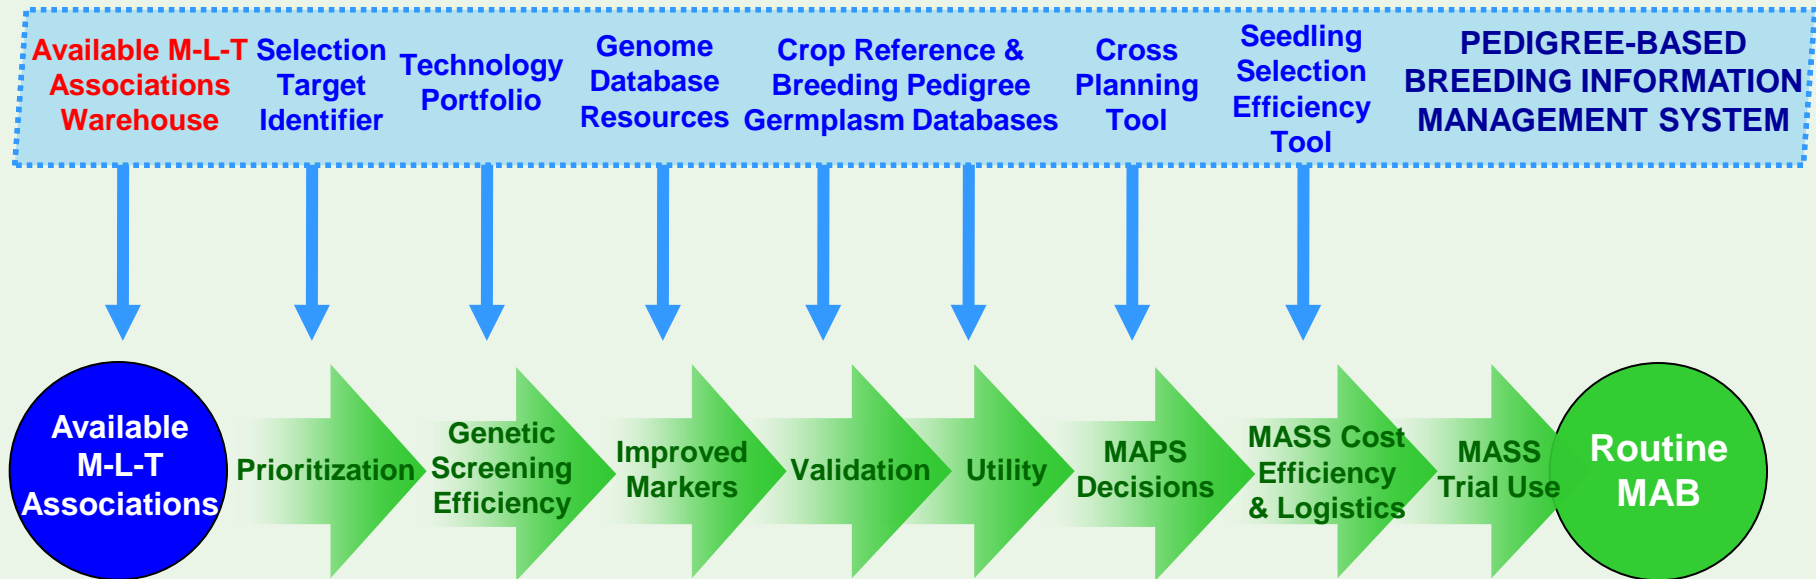 Available M-L-T
Associations
Warehouse
Selection
Target
Identifier
Technology
Portfolio
Genome
Database
Resources
Crop Reference &
Breeding Pedigree
Germplasm Databases
Cross
Planning
Tool
Seedling
Selection
Efficiency
Tool
PEDIGREE-BASED
BREEDING INFORMATION
MANAGEMENT SYSTEM
Available
M-L-T
Associations
Prioritization
Genetic
Screening
Efficiency
Improved
Markers
Validation
Utility
MAPS
Decisions
MASS Cost
Efficiency
& Logistics
MASS
Trial Use
Routine
MAB